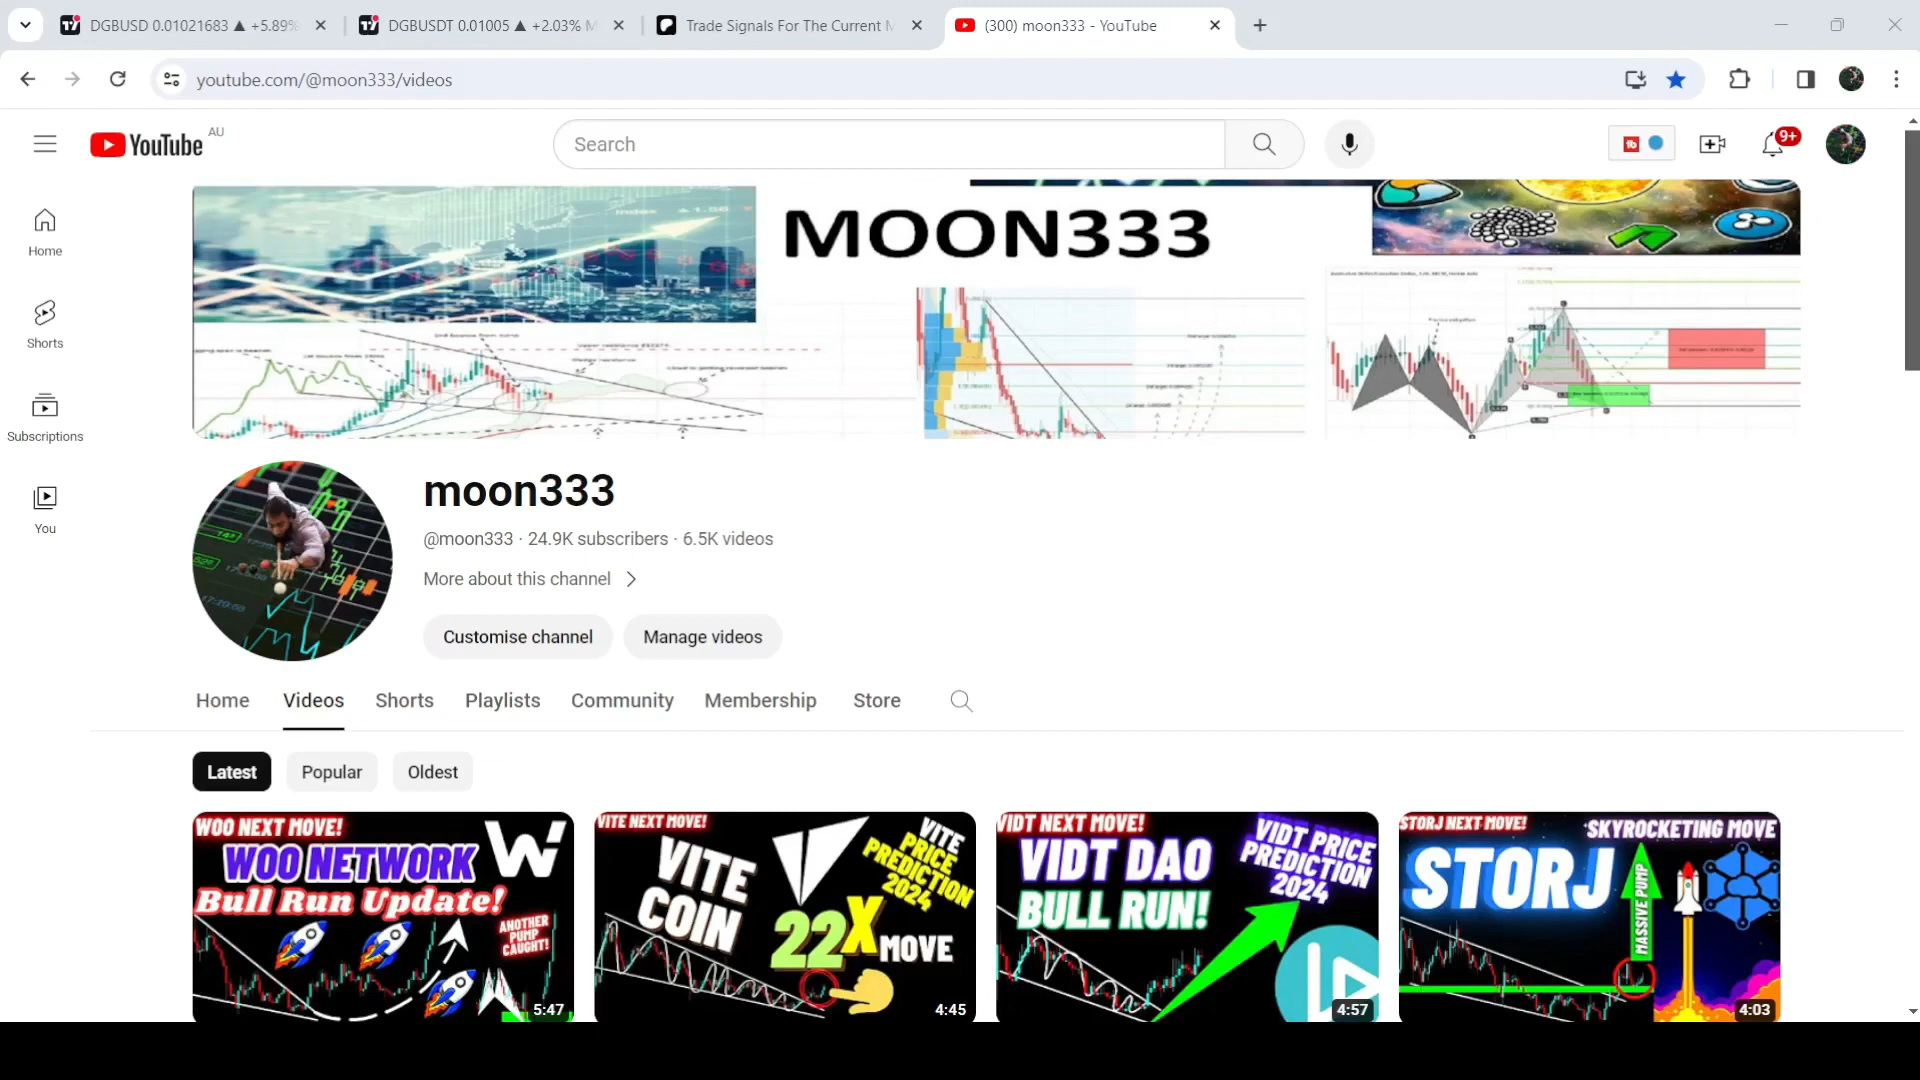 DGBUSD 0.01021683 ▲ +5.89%
DGBUSDT 0.01005 ▲ +2.03%
Trade Signals For The Current
(300) moon333 - YouTube
youtube.com/@moon333/videos
YouTube AU
Search
9+
MOON333
Home
Shorts
Subscriptions
You
moon333
@moon333 · 24.9K subscribers · 6.5K videos
More about this channel
Customise channel
Manage videos
Home
Videos
Shorts
Playlists
Community
Membership
Store
Latest
Popular
Oldest
WOO NEXT MOVE!
WOO NETWORK
Bull Run Update!
ANOTHER
PUMP
CAUGHT!
5:47
VITE NEXT MOVE!
VITE
COIN
VITE
PRICE
PREDICTION
2024
22X MOVE
4:45
VIDT NEXT MOVE!
VIDT DAO
BULL RUN!
VIDT PRICE
PREDICTION
2024
4:57
STORJ NEXT MOVE!
SKYROCKETING MOVE
STORJ
MASSIVE PUMP
4:03